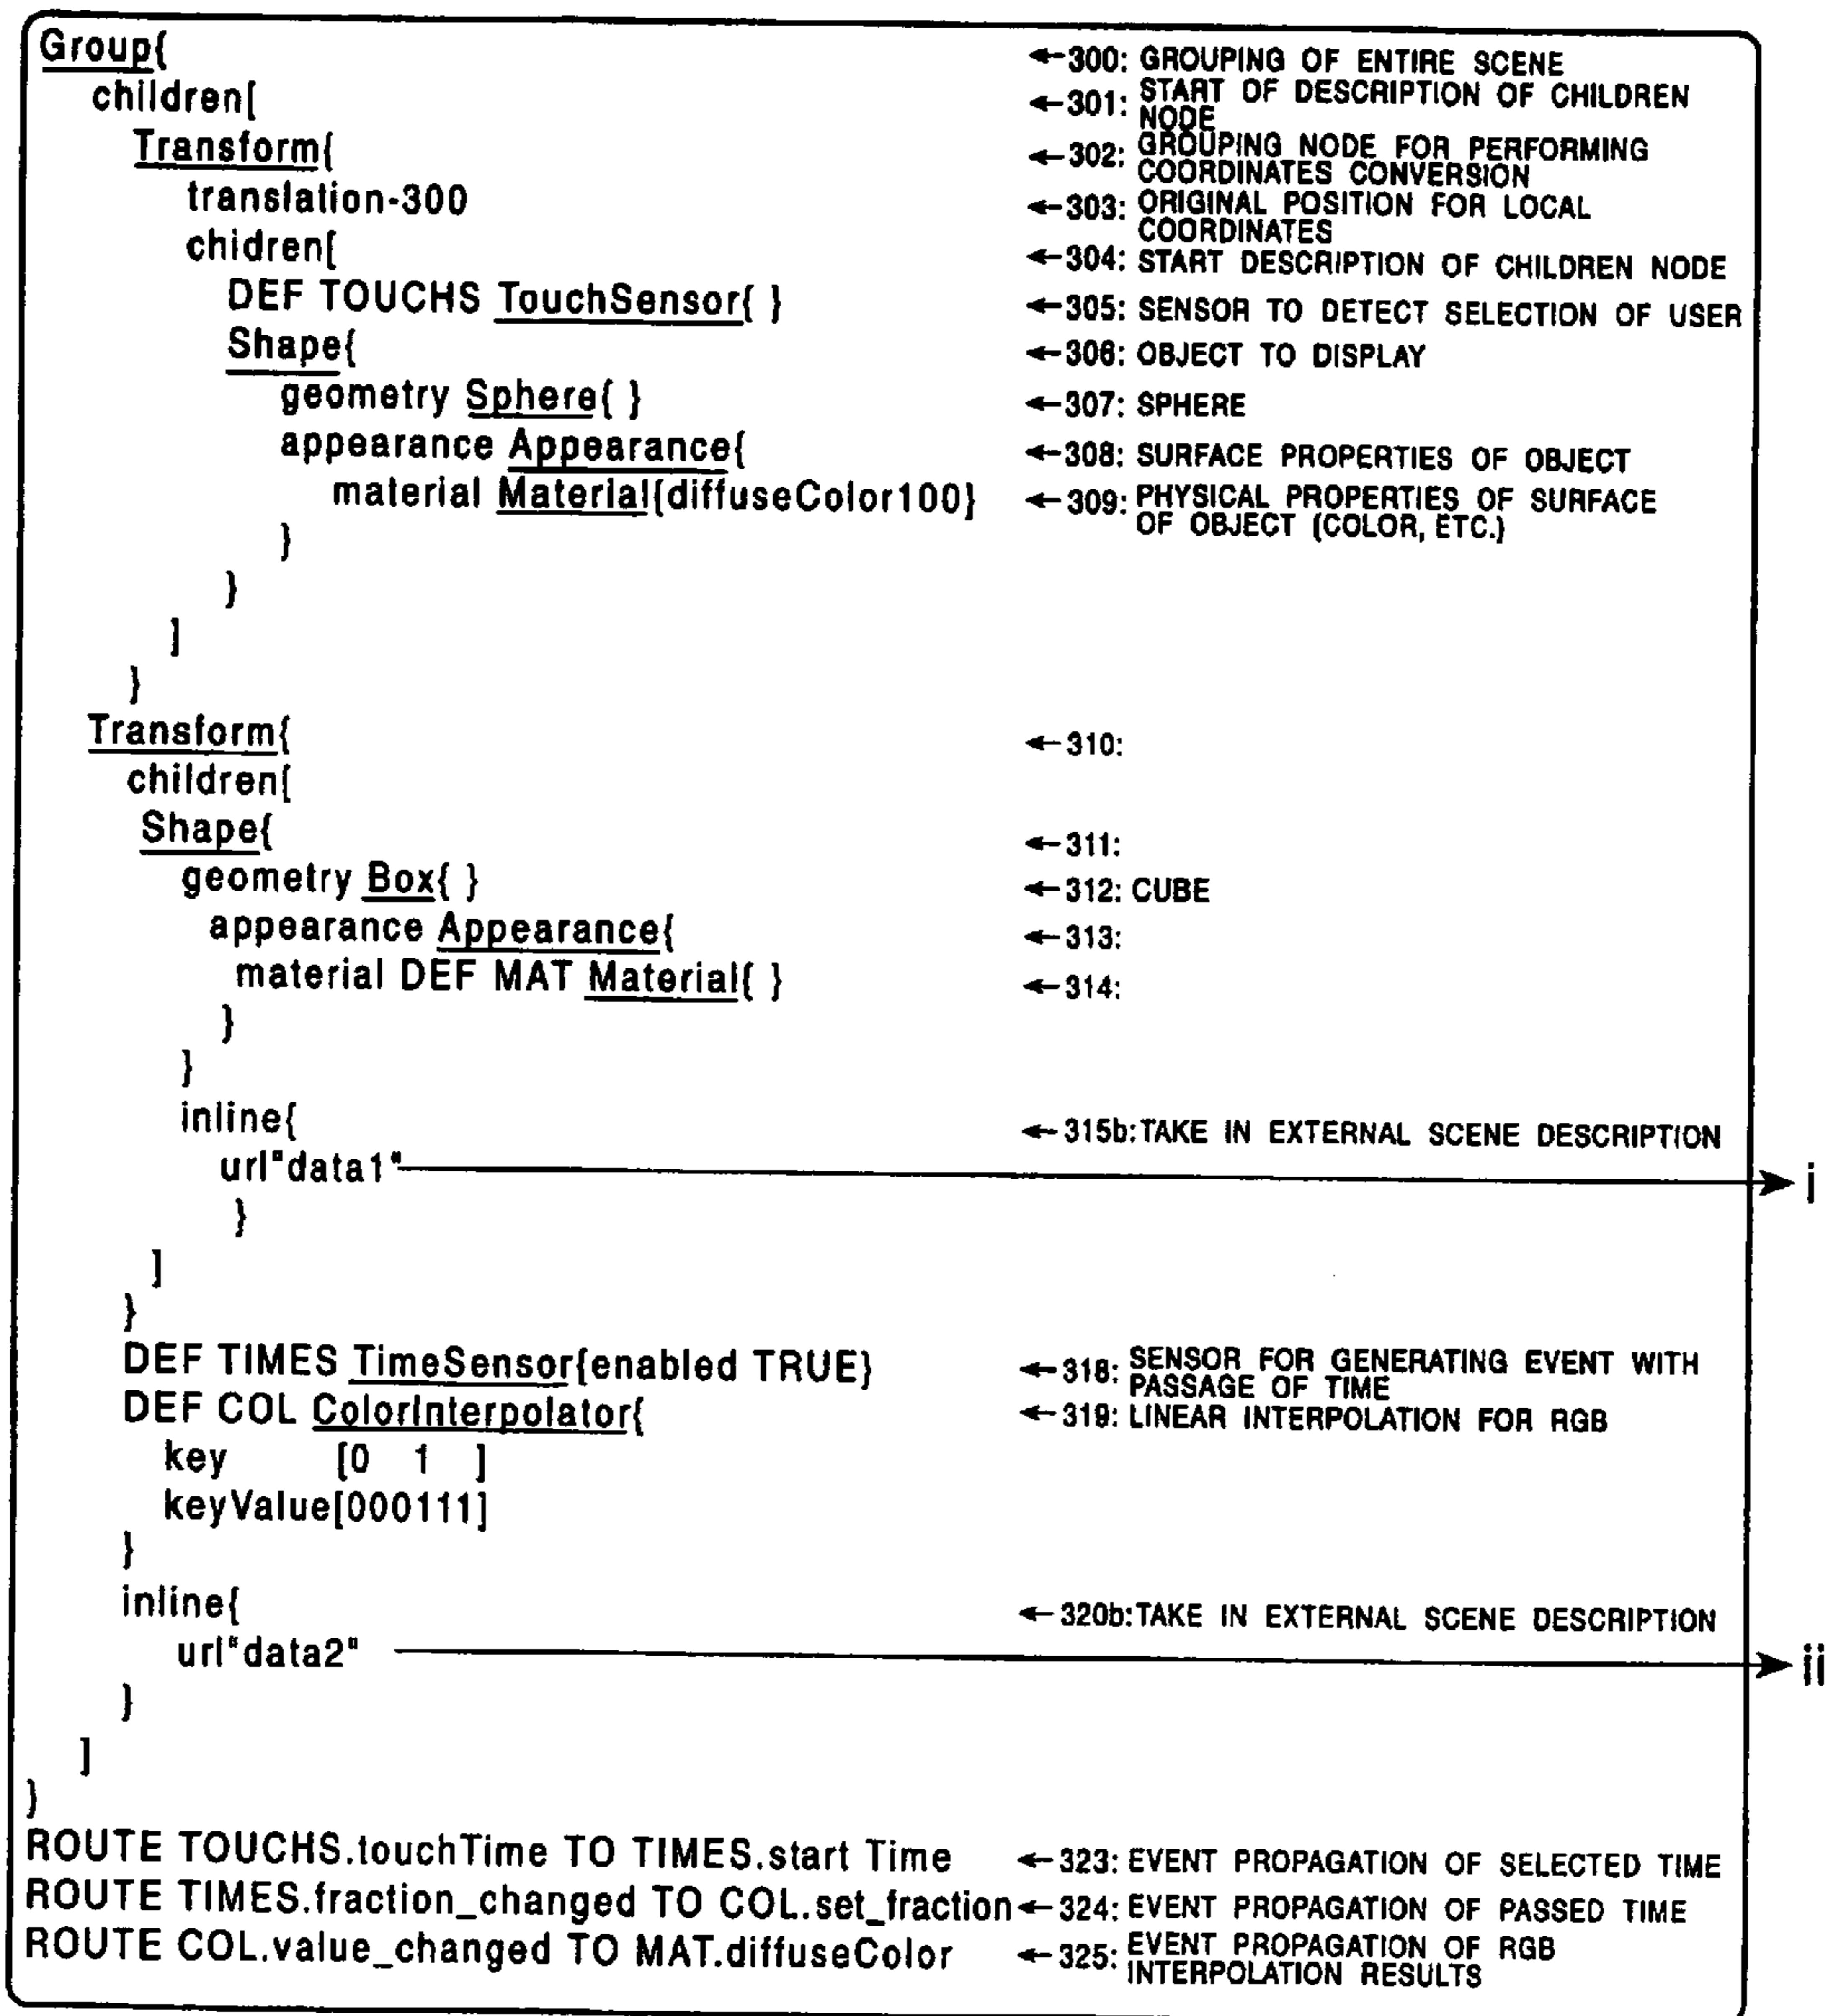 Group{ ←300: GROUPING OF ENTIRE SCENE
children[ ←301: START OF DESCRIPTION OF CHILDREN NODE
Transform{ ←302: GROUPING NODE FOR PERFORMING COORDINATES CONVERSION
translation-300 ←303: ORIGINAL POSITION FOR LOCAL COORDINATES
chidren[ ←304: START DESCRIPTION OF CHILDREN NODE
DEF TOUCHS TouchSensor{ } ←305: SENSOR TO DETECT SELECTION OF USER
Shape{ ←306: OBJECT TO DISPLAY
geometry Sphere{ } ←307: SPHERE
appearance Appearance{ ←308: SURFACE PROPERTIES OF OBJECT
material Material{diffuseColor100} ←309: PHYSICAL PROPERTIES OF SURFACE OF OBJECT (COLOR, ETC.)
}
}
]
}
Transform{ ←310:
children[
Shape{ ←311:
geometry Box{ } ←312: CUBE
appearance Appearance{ ←313:
material DEF MAT Material{ } ←314:
}
}
inline{ ←315b:TAKE IN EXTERNAL SCENE DESCRIPTION
url"data1" i
}
]
}
DEF TIMES TimeSensor{enabled TRUE} ←318: SENSOR FOR GENERATING EVENT WITH PASSAGE OF TIME
DEF COL ColorInterpolator{ ←319: LINEAR INTERPOLATION FOR RGB
key [0 1 ]
keyValue[000111]
}
inline{ ←320b:TAKE IN EXTERNAL SCENE DESCRIPTION
url"data2" ii
}
]
}
ROUTE TOUCHS.touchTime TO TIMES.start Time ←323: EVENT PROPAGATION OF SELECTED TIME
ROUTE TIMES.fraction_changed TO COL.set_fraction ←324: EVENT PROPAGATION OF PASSED TIME
ROUTE COL.value_changed TO MAT.diffuseColor ←325: EVENT PROPAGATION OF RGB INTERPOLATION RESULTS